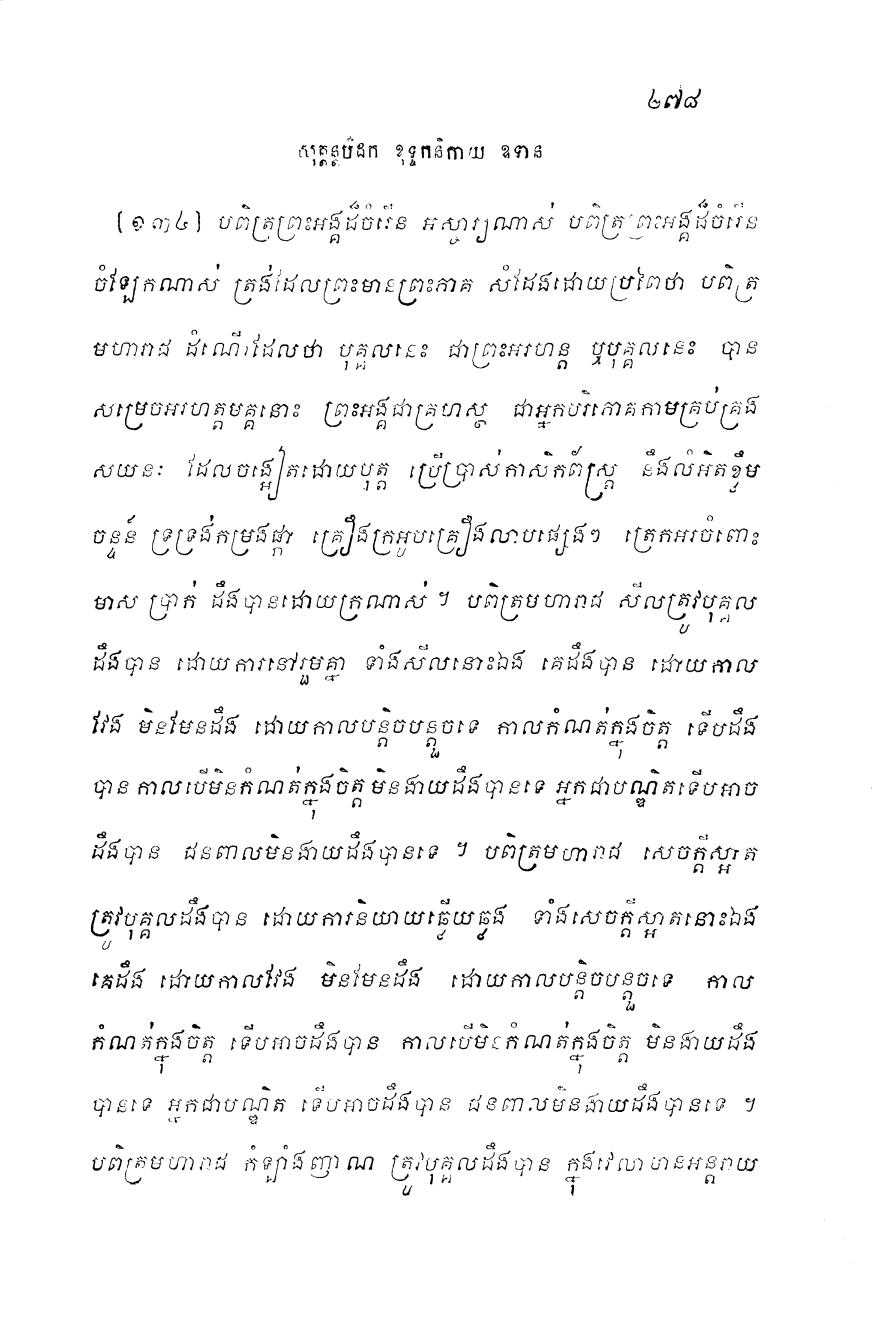 ២៧៨
សុត្តន្តបិដក ខុទ្ទកនិកាយ ឧទាន
[១៣៤] បពិត្រព្រះអង្គដ៏ចំរើន អស្ចារ្យណាស់ បពិត្រព្រះអង្គដ៏ចំរើន
ចំឡែកណាស់ ត្រង់ដែលព្រះមានព្រះភាគ សំដែងដោយប្រពៃថា បពិត្រ
មហារាជ ដំណើរដែលថា បុគ្គលនេះ ជាព្រះអរហន្ត ឬបុគ្គលនេះ បាន
សម្រេចអរហត្តមគ្គនោះ ព្រះអង្គជាគ្រហស្ថ ជាអ្នកបរិភោគកាមគ្រប់គ្រង
សយនៈ ដែលចង្អៀតដោយបុត្ត ប្រើប្រាស់កាសិកព័ស្ត្រ នឹងលំអិតខ្លឹម
ចន្ទន៍ ទ្រទ្រង់កម្រងផ្កា គ្រឿងក្រអូបគ្រឿងលាបផ្សេងៗ ត្រេកអរចំពោះ
មាស ប្រាក់ ដឹងបានដោយក្រណាស់ ។ បពិត្រមហារាជ សីលត្រូវបុគ្គល
ដឹងបាន ដោយការនៅរួមគ្នា ទាំងសីលនោះឯង គេដឹងបាន ដោយកាល
វែង មិនមែនដឹង ដោយកាលបន្តិចបន្តួចទេ កាលកំណត់ក្នុងចិត្ត ទើបដឹង
បាន កាលបើមិនកំណត់ក្នុងចិត្ត មិនងាយដឹងបានទេ អ្នកជាបណ្ឌិតទើបអាច
ដឹងបាន ជនពាលមិនងាយដឹងបានទេ ។ បពិត្រមហារាជ សេចក្តីស្អាត
ត្រូវបុគ្គលដឹងបាន ដោយការនិយាយធ្វើយឆ្លង ទាំងសេចក្តីស្អាតនោះឯង
គេដឹង ដោយកាលវែង មិនមែនដឹង ដោយកាលបន្តិចបន្តួចទេ កាល
កំណត់ក្នុងចិត្ត ទើបអាចដឹងបាន កាលបើមិនកំណត់ក្នុងចិត្ត មិនងាយដឹង
បានទេ អ្នកជាបណ្ឌិត ទើបអាចដឹងបាន ជនពាលមិនងាយដឹងបានទេ ។
បពិត្រមហារាជ កំឡាំងញាណ ត្រូវបុគ្គលដឹងបាន ក្នុងវេលាមានអន្តរាយ